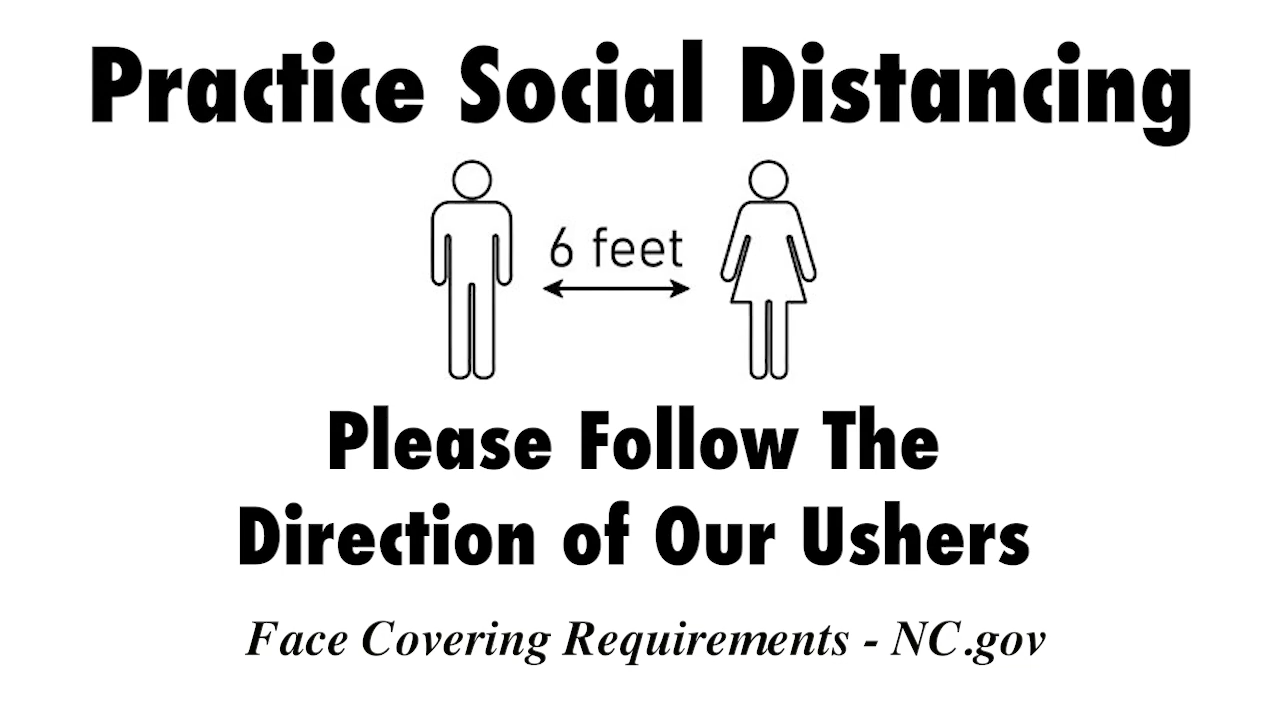 Practice Social Distancing
6 feet
Please Follow The
Direction of Our Ushers
Face Covering Requirements - NC.gov